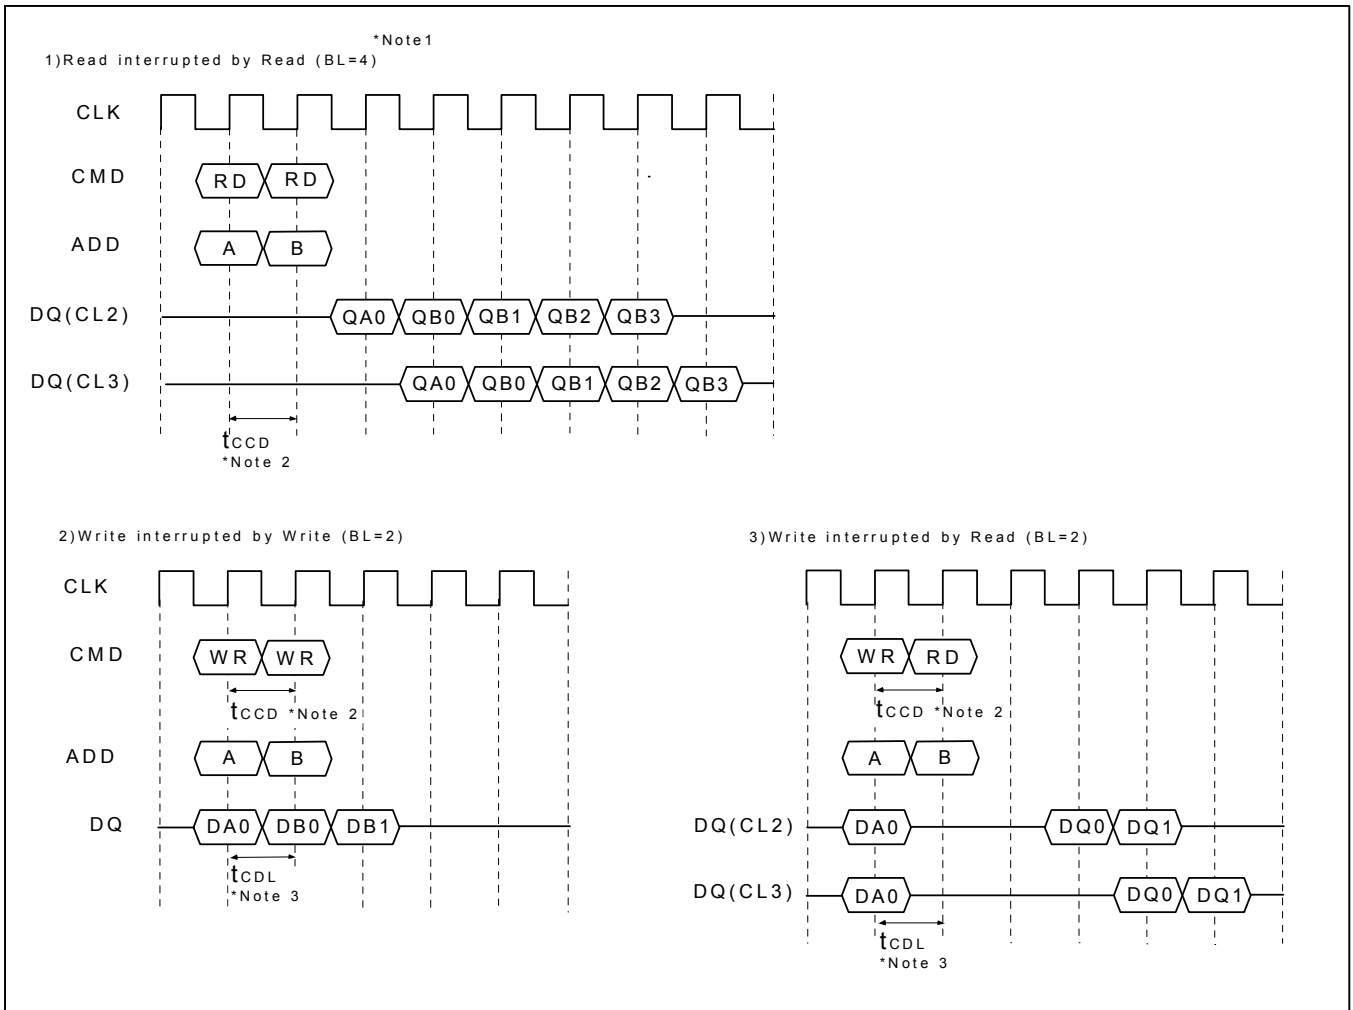 *Note1
1)Read interrupted by Read (BL=4)
CLK
CMD RD RD
ADD A B
DQ(CL2) QA0 QB0 QB1 QB2 QB3
DQ(CL3) QA0 QB0 QB1 QB2 QB3
tCCD
*Note 2
2)Write interrupted by Write (BL=2)
CLK
CMD WR WR
tCCD *Note 2
ADD A B
DQ DA0 DB0 DB1
tCDL
*Note 3
3)Write interrupted by Read (BL=2)
WR RD
tCCD *Note 2
A B
DQ(CL2) DA0 DQ0 DQ1
DQ(CL3) DA0 DQ0 DQ1
tCDL
*Note 3